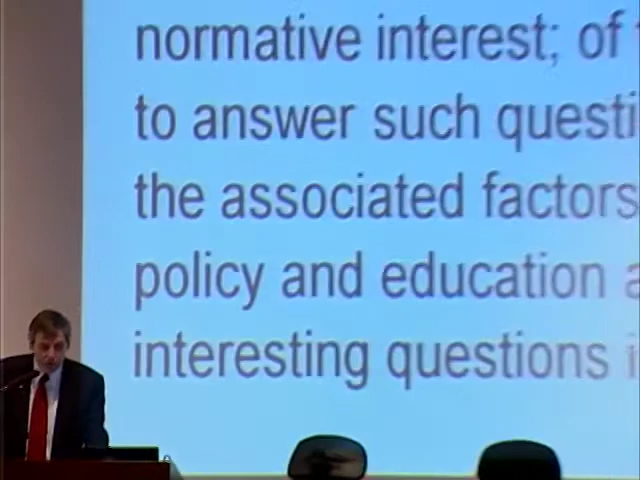 normative interest; of
to answer such questi
the associated factors
policy and education a
interesting questions i